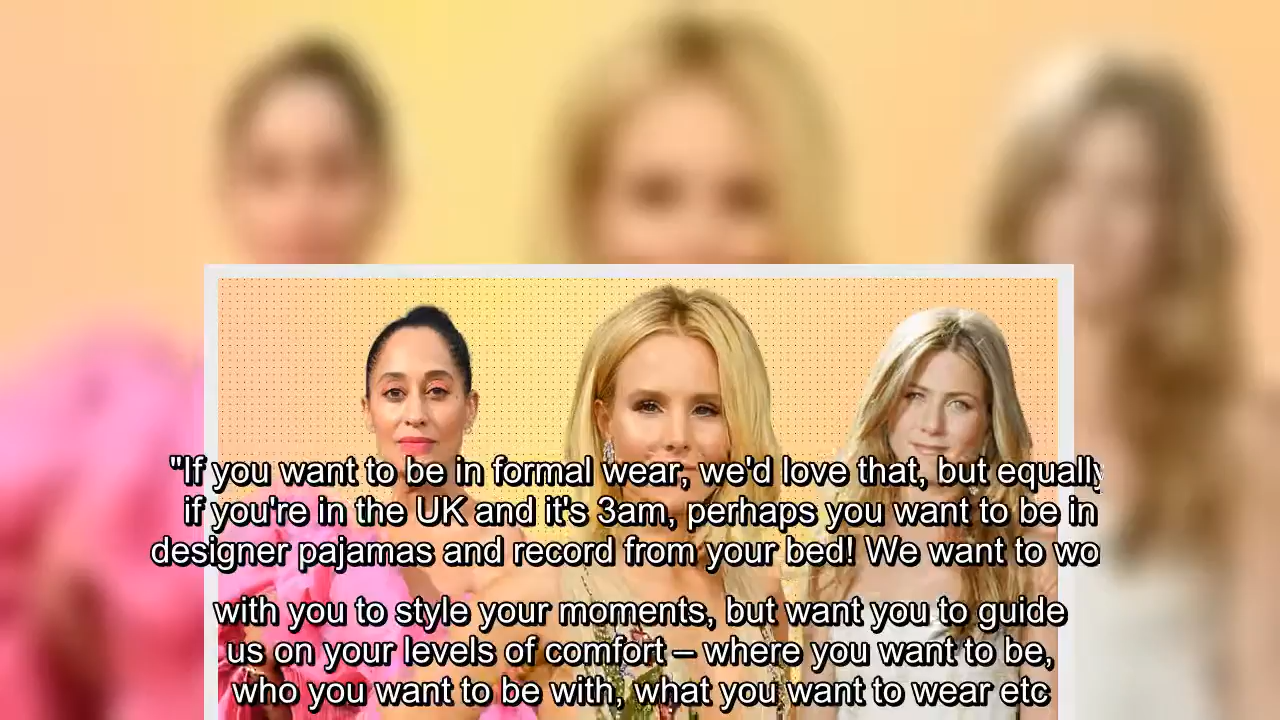 "If you want to be in formal wear, we'd love that, but equally
if you're in the UK and it's 3am, perhaps you want to be in
designer pajamas and record from your bed! We want to wo
with you to style your moments, but want you to guide
us on your levels of comfort – where you want to be,
who you want to be with, what you want to wear etc